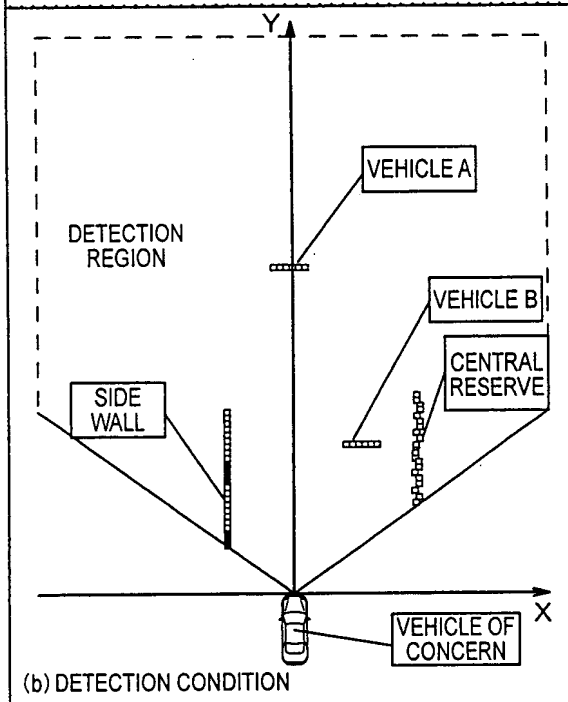 Y
VEHICLE A
DETECTION
REGION
VEHICLE B
CENTRAL
RESERVE
SIDE
WALL
X
VEHICLE OF
CONCERN
(b) DETECTION CONDITION